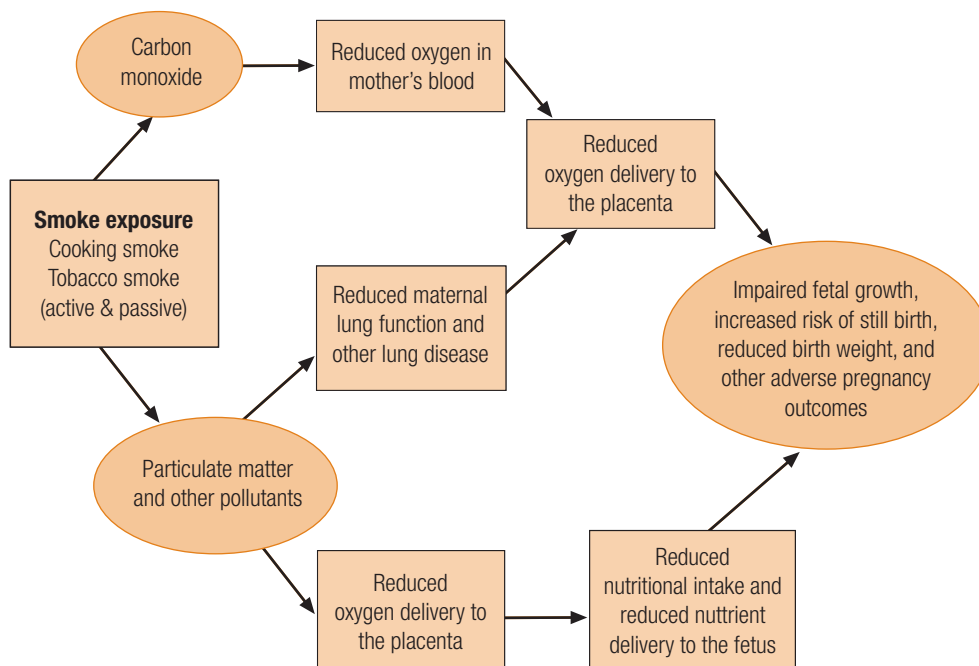 Carbon
monoxide
Reduced oxygen in
mother’s blood
Reduced
oxygen delivery to
the placenta
Smoke exposure
Cooking smoke
Tobacco smoke
(active & passive)
Reduced maternal
lung function and
other lung disease
Impaired fetal growth,
increased risk of still birth,
reduced birth weight, and
other adverse pregnancy
outcomes
Particulate matter
and other pollutants
Reduced
oxygen delivery to
the placenta
Reduced
nutritional intake and
reduced nuttrient
delivery to the fetus